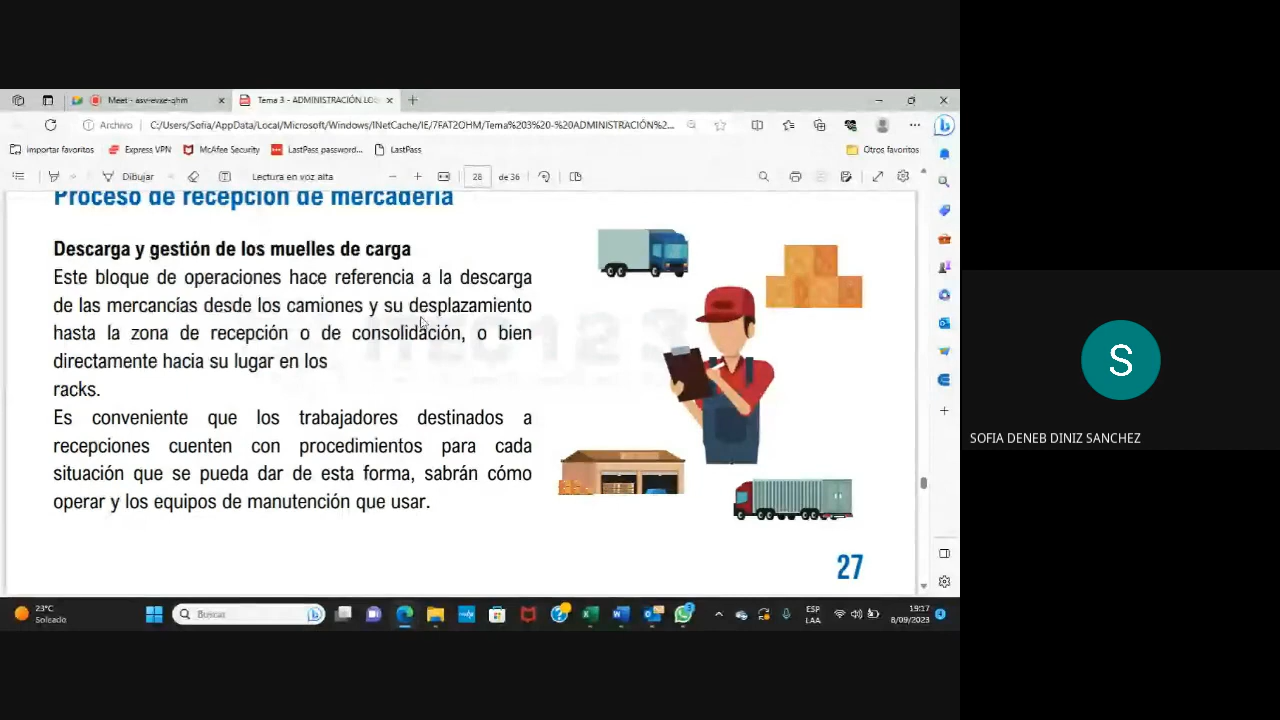 Meet - asv-evxe-qhm
Tema 3 - ADMINISTRACIÓN LO
Archivo
C:/Users/Sofia/AppData/Local/Microsoft/Windows/INetCache/IE/7FAT2OHM/Tema%203%20-%20ADMINISTRACIÓN%2...
Importar favoritos
Express VPN
McAfee Security
LastPass password...
LastPass
Otros favoritos
Dibujar
Lectura en voz alta
28
de 36
Proceso de recepción de mercadería
Descarga y gestión de los muelles de carga
Este bloque de operaciones hace referencia a la descarga
de las mercancías desde los camiones y su desplazamiento
hasta la zona de recepción o de consolidación, o bien
directamente hacia su lugar en los
racks.
Es conveniente que los trabajadores destinados a
recepciones cuenten con procedimientos para cada
situación que se pueda dar de esta forma, sabrán cómo
operar y los equipos de manutención que usar.
27
S
SOFIA DENEB DINIZ SANCHEZ
23°C
Soleado
Buscar
ESP
LAA
19:17
8/09/2023